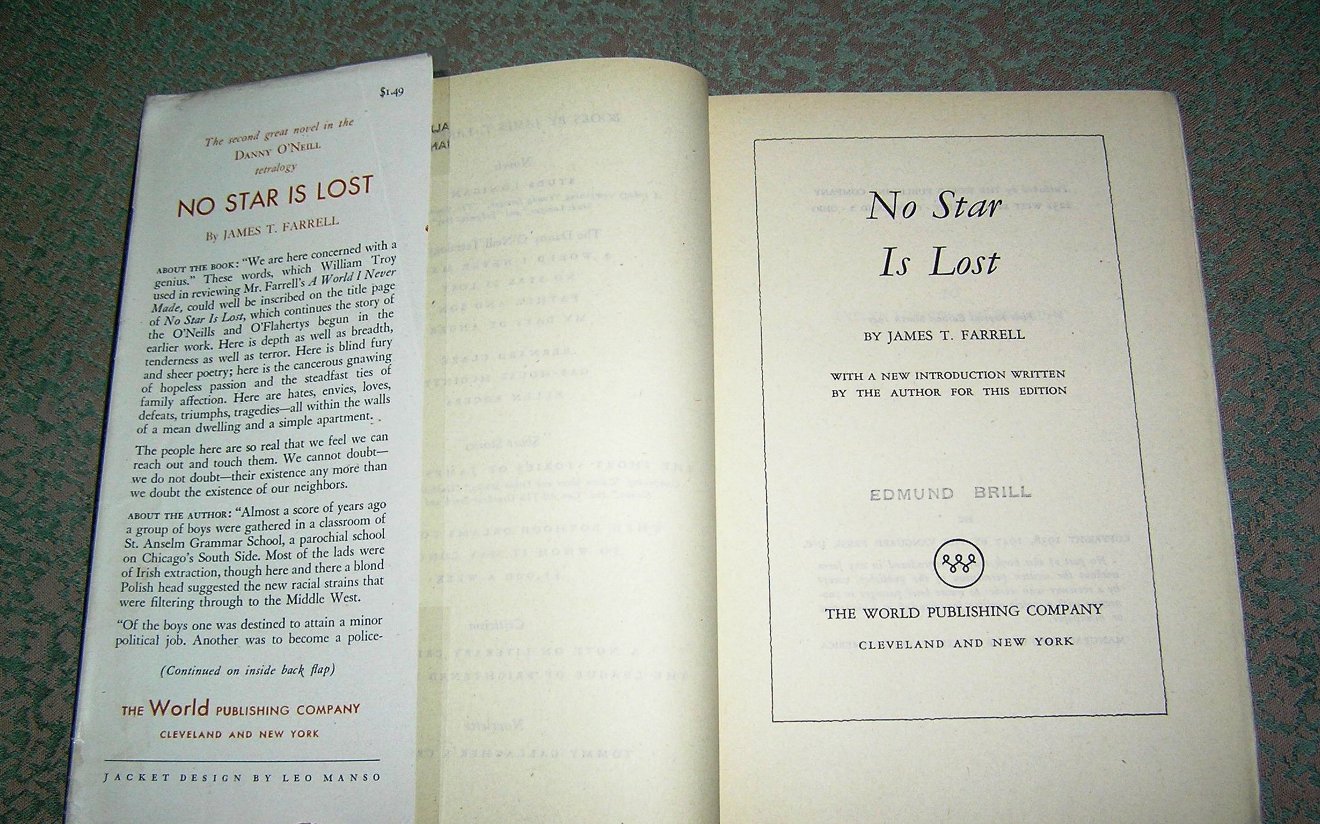 $1.49
The second great novel in the
DANNY O'NEILL
tetralogy
NO STAR IS LOST
By JAMES T. FARRELL
ABOUT THE BOOK: "We are here concerned with a
genius." These words, which William Troy
used in reviewing Mr. Farrell's A World I Never
Made, could well be inscribed on the title page
of No Star Is Lost, which continues the story of
the O'Neills and O'Flahertys begun in the
earlier work. Here is depth as well as breadth,
tenderness as well as terror. Here is blind fury
and sheer poetry; here is the cancerous gnawing
of hopeless passion and the steadfast ties of
family affection. Here are hates, envies, loves,
defeats, triumphs, tragedies—all within the walls
of a mean dwelling and a simple apartment.
The people here are so real that we feel we can
reach out and touch them. We cannot doubt—
we do not doubt—their existence any more than
we doubt the existence of our neighbors.
ABOUT THE AUTHOR: "Almost a score of years ago
a group of boys were gathered in a classroom of
St. Anselm Grammar School, a parochial school
on Chicago's South Side. Most of the lads were
of Irish extraction, though here and there a blond
Polish head suggested the new racial strains that
were filtering through to the Middle West.
"Of the boys one was destined to attain a minor
political job. Another was to become a police-
(Continued on inside back flap)
THE World PUBLISHING COMPANY
CLEVELAND AND NEW YORK
JACKET DESIGN BY LEO MANSO
No Star
Is Lost
BY JAMES T. FARRELL
WITH A NEW INTRODUCTION WRITTEN
BY THE AUTHOR FOR THIS EDITION
EDMUND BRILL
THE WORLD PUBLISHING COMPANY
CLEVELAND AND NEW YORK